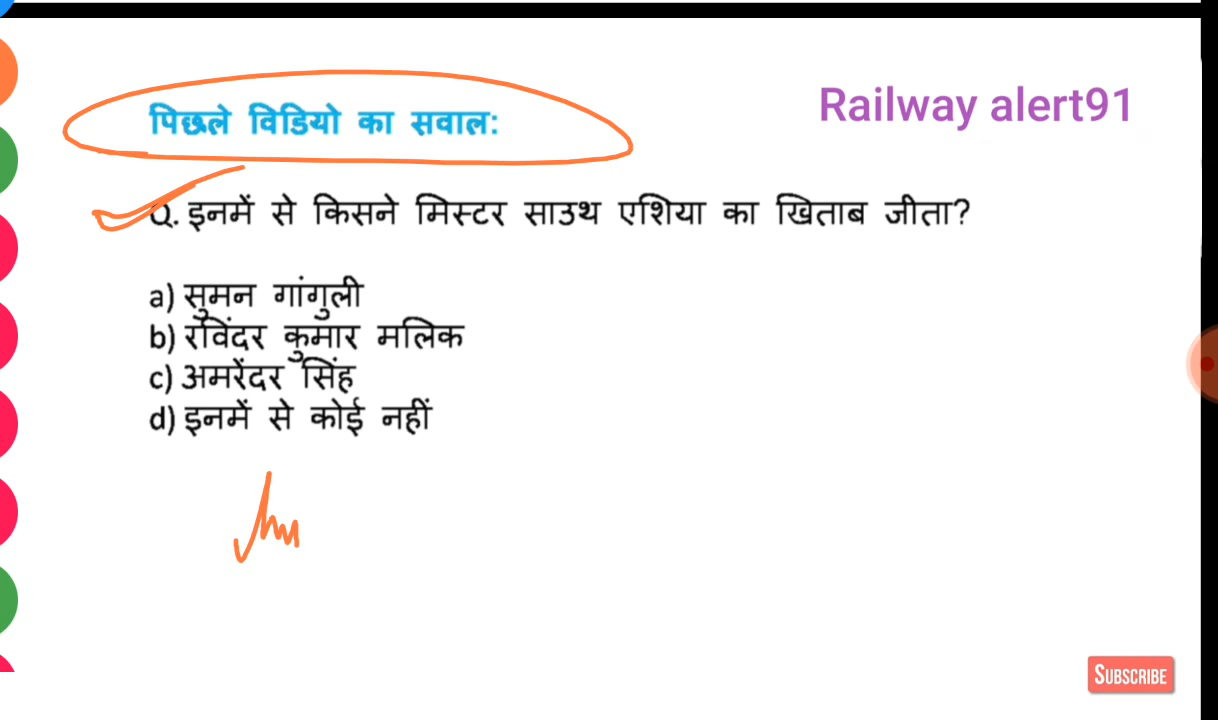 पिछले विडियो का सवाल:
Railway alert91
Q. इनमें से किसने मिस्टर साउथ एशिया का खिताब जीता?
a) सुमन गांगुली
b) रविंदर कुमार मलिक
c) अमरेंदर सिंह
d) इनमें से कोई नहीं
SUBSCRIBE